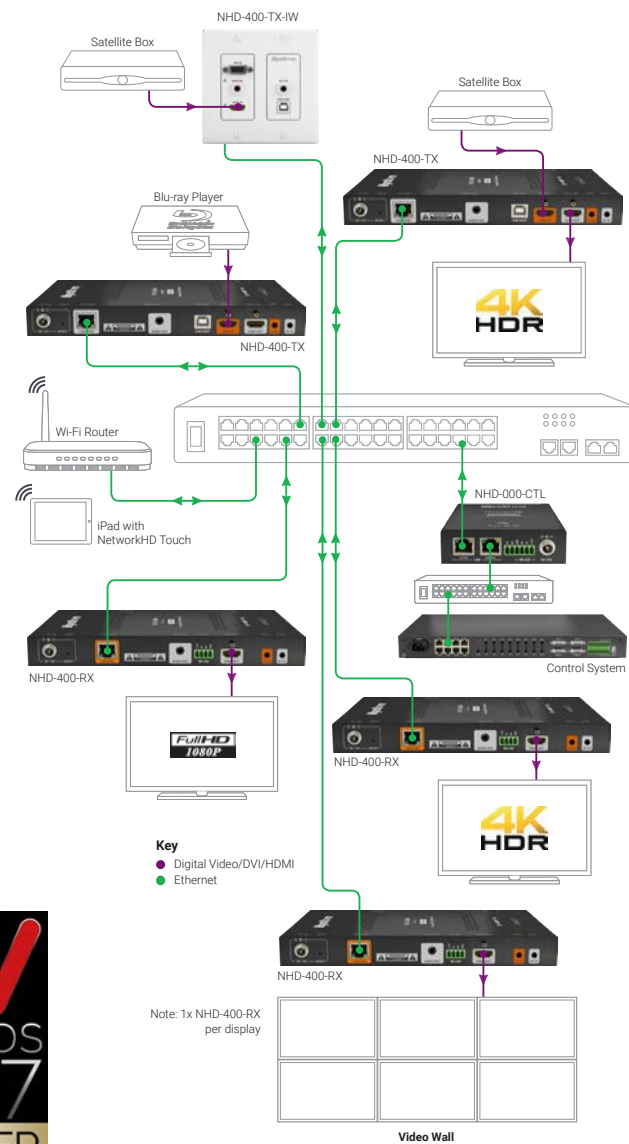 NHD-400-TX-IW
Satellite Box
Satellite Box
NHD-400-TX
Blu-ray Player
4K
HDR
NHD-400-TX
Wi-Fi Router
NHD-000-CTL
iPad with
NetworkHD Touch
Control System
NHD-400-RX
FullHD
1080P
NHD-400-RX
4K
HDR
Key
Digital Video/DVI/HDMI
Ethernet
NHD-400-RX
Note: 1x NHD-400-RX
per display
7
Video Wall